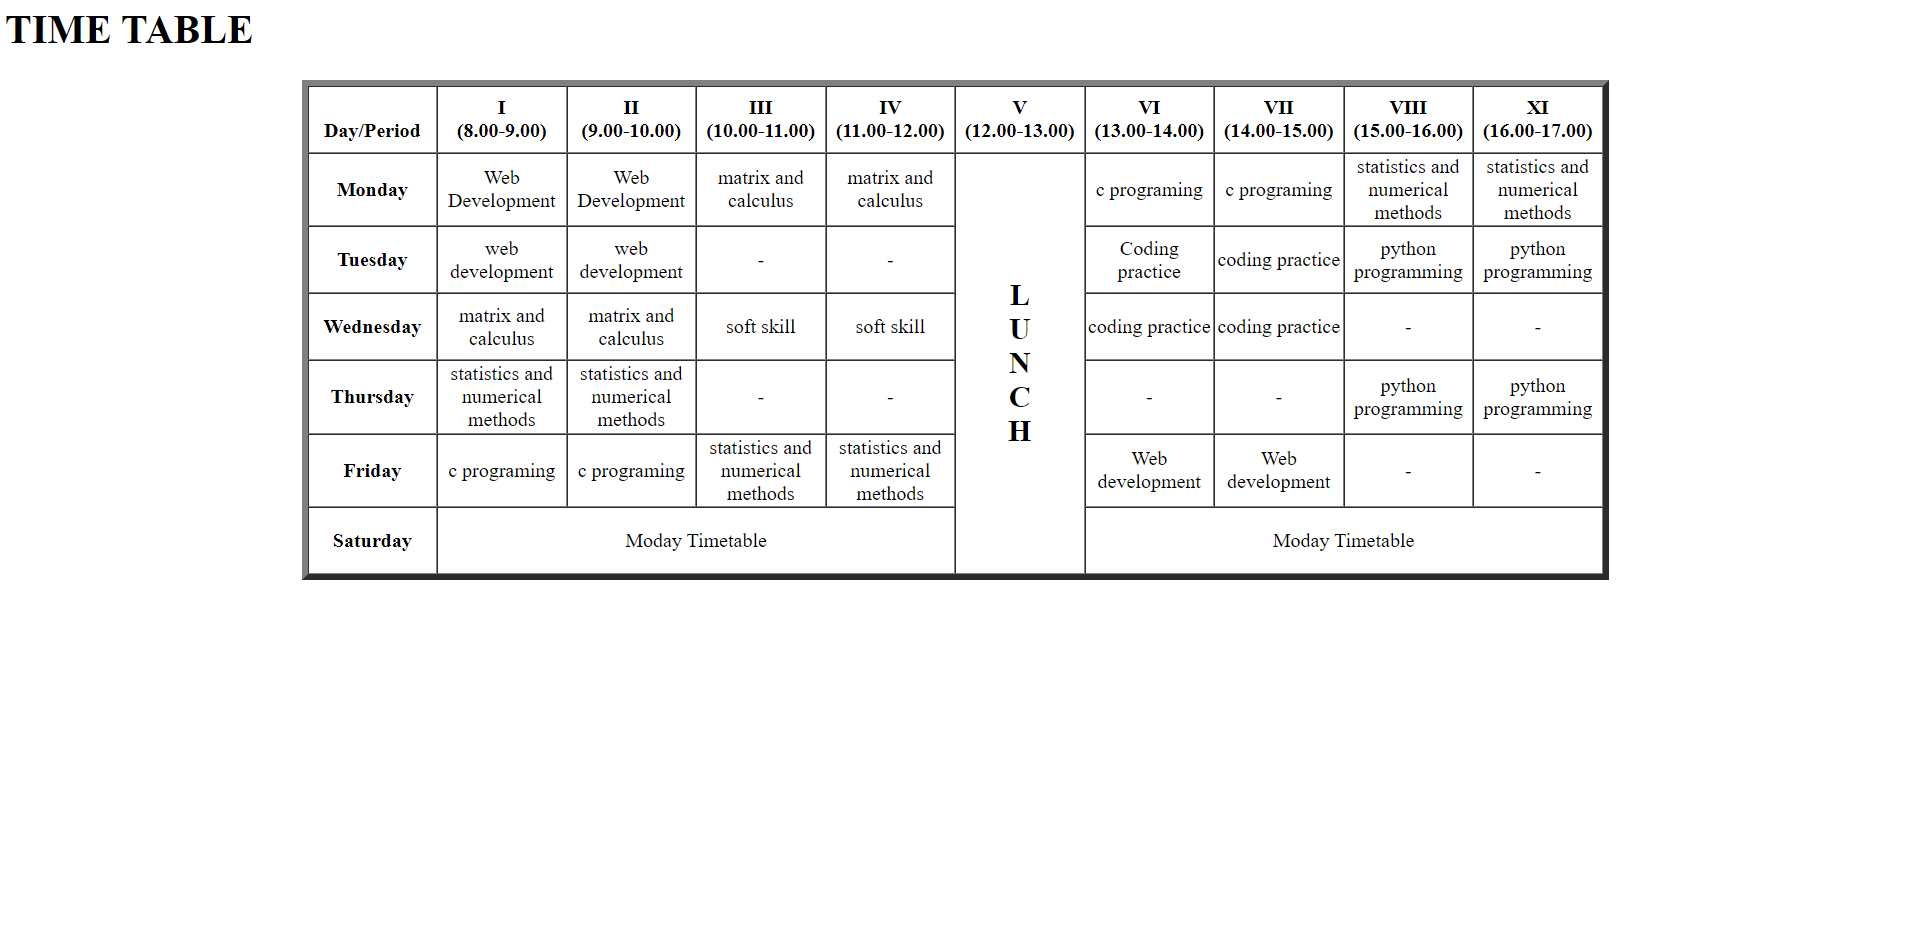 TIME TABLE
Day/Period
I
(8.00-9.00)
II
(9.00-10.00)
III
(10.00-11.00)
IV
(11.00-12.00)
V
(12.00-13.00)
VI
(13.00-14.00)
VII
(14.00-15.00)
VIII
(15.00-16.00)
XI
(16.00-17.00)
Monday
Web
Development
Web
Development
matrix and
calculus
matrix and
calculus
L
U
N
C
H
c programing
c programing
statistics and
numerical
methods
statistics and
numerical
methods
Tuesday
web
development
web
development
-
-
Coding
practice
coding practice
python
programming
python
programming
Wednesday
matrix and
calculus
matrix and
calculus
soft skill
soft skill
coding practice
coding practice
-
-
Thursday
statistics and
numerical
methods
statistics and
numerical
methods
-
-
-
-
python
programming
python
programming
Friday
c programing
c programing
statistics and
numerical
methods
statistics and
numerical
methods
Web
development
Web
development
-
-
Saturday
Moday Timetable
Moday Timetable